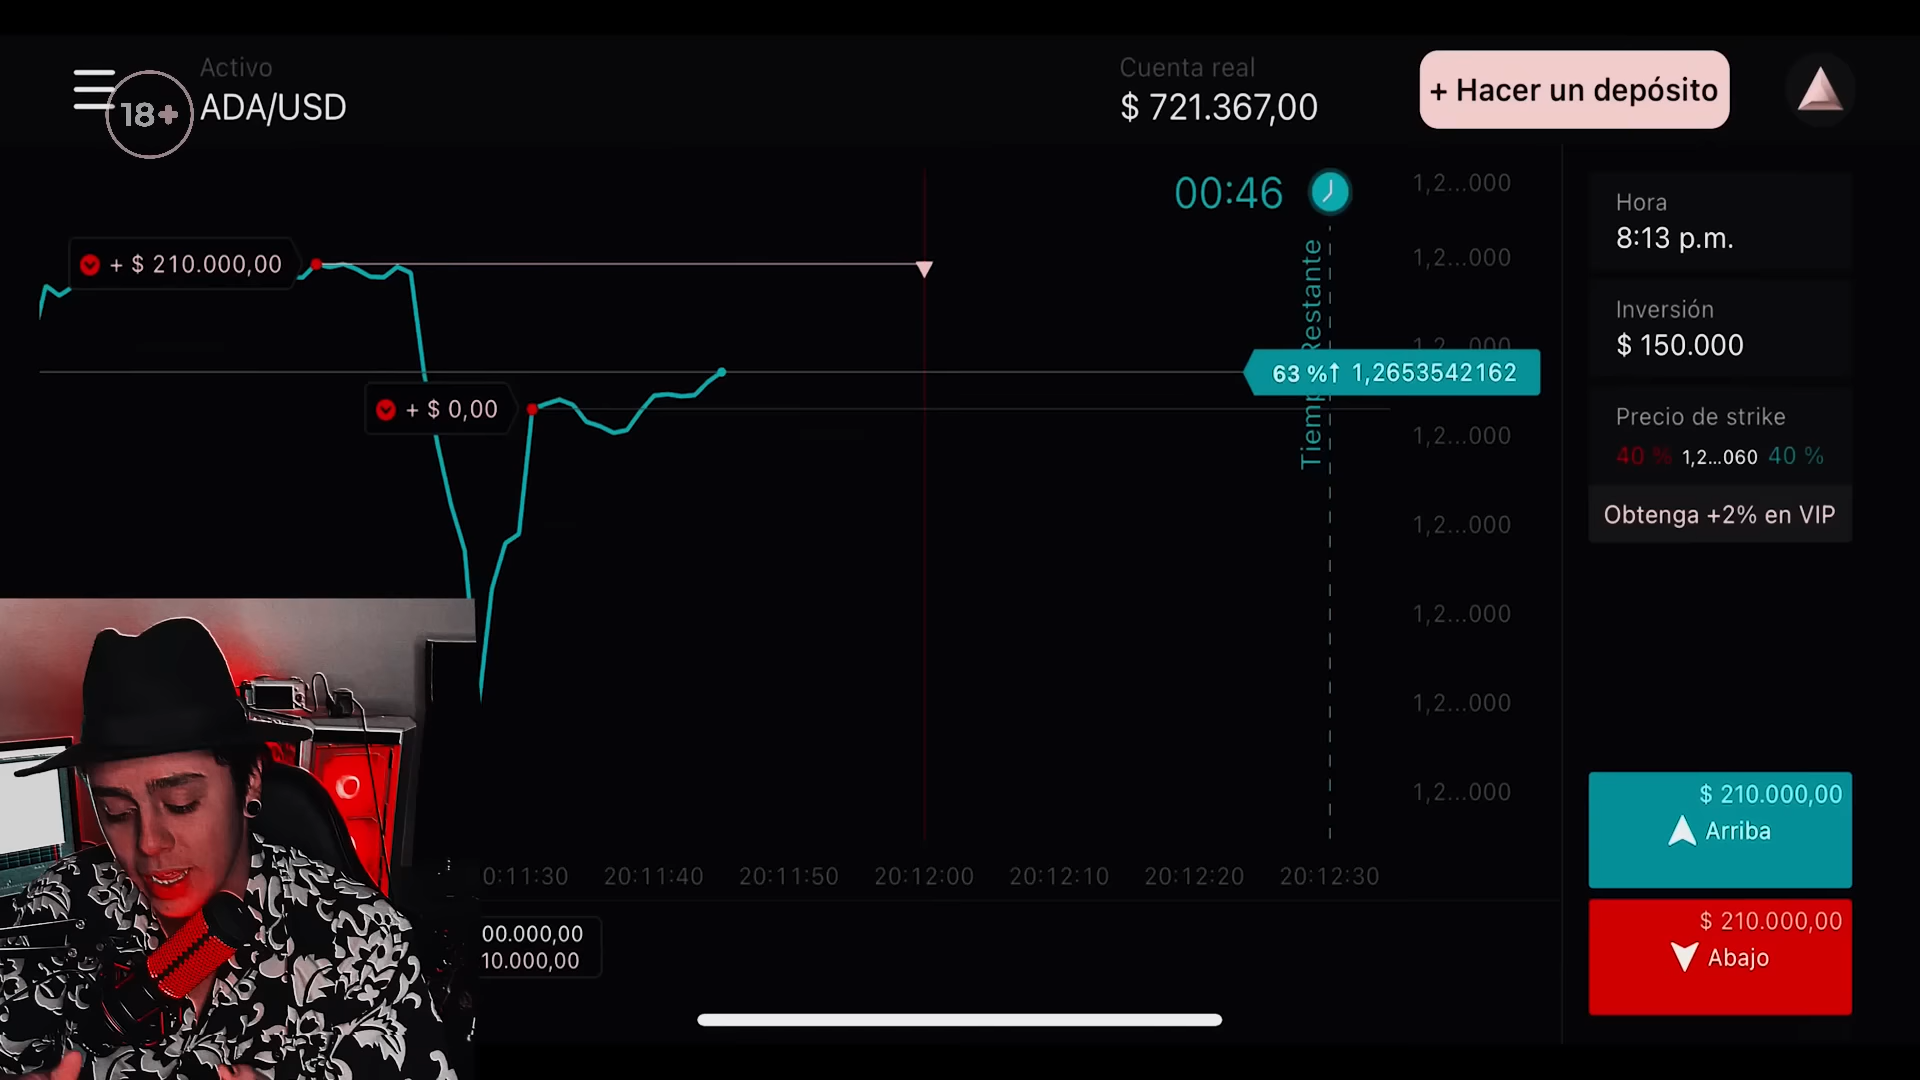 Activo
ADA/USD
18+
Cuenta real
$ 721.367,00
+ Hacer un depósito
00:46
Tiempo Restante
+ $ 210.000,00
+ $ 0,00
63 %↑ 1,2653542162
1,2...000
1,2...000
1,2...000
1,2...000
1,2...000
1,2...000
1,2...000
1,2...000
0:11:30
20:11:40
20:11:50
20:12:00
20:12:10
20:12:20
20:12:30
00.000,00
10.000,00
Hora
8:13 p.m.
Inversión
$ 150.000
Precio de strike
40 % 1,2...060 40 %
Obtenga +2% en VIP
$ 210.000,00
Arriba
$ 210.000,00
Abajo